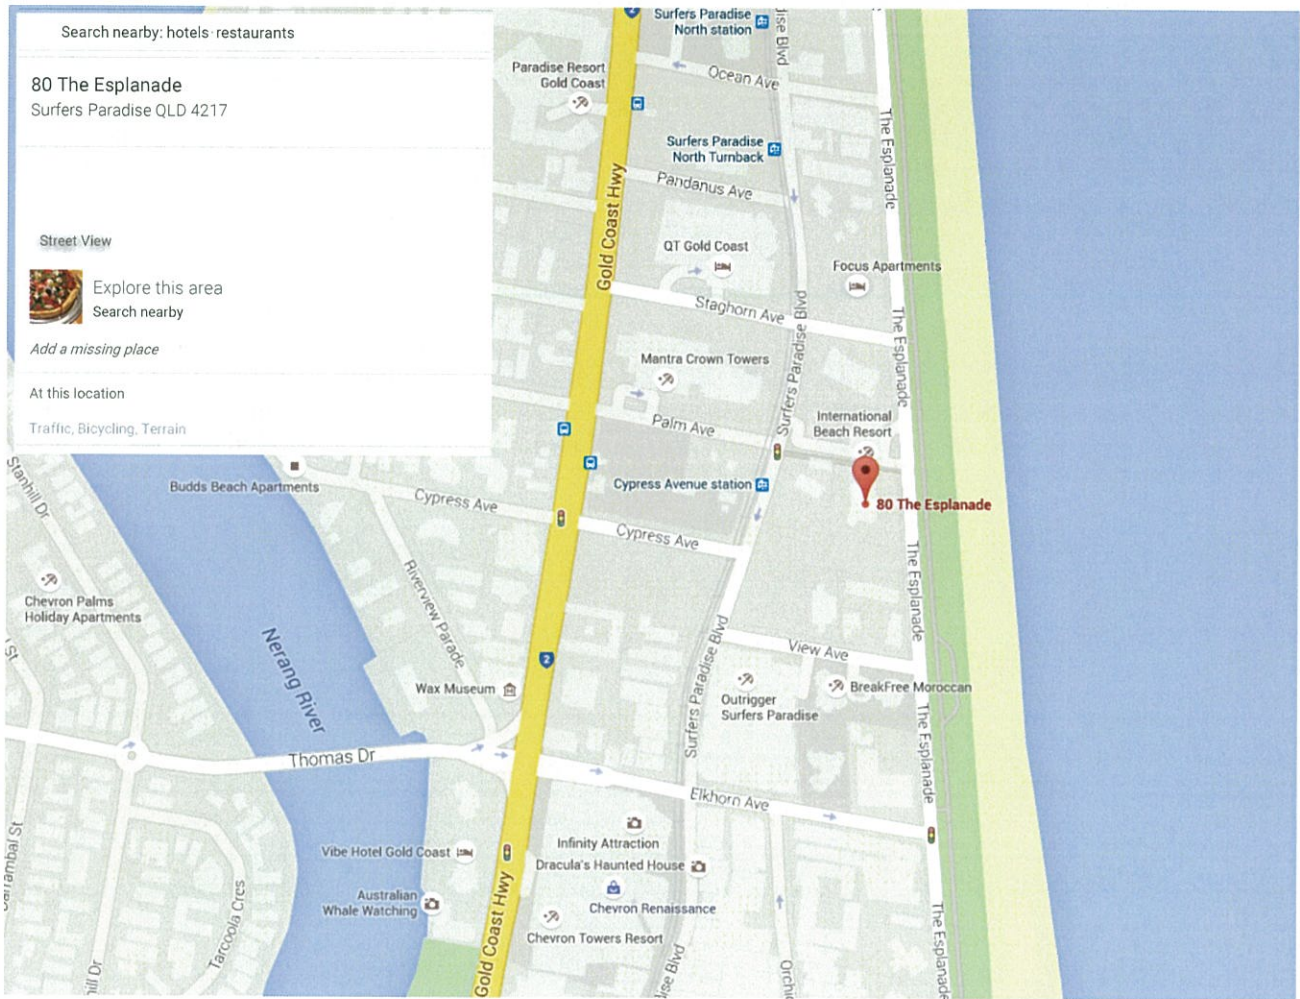 Search nearby: hotels · restaurants
80 The Esplanade
Surfers Paradise QLD 4217
Street View
Explore this area
Search nearby
Add a missing place
At this location
Traffic, Bicycling, Terrain
Surfers Paradise
North station
Paradise Resort
Gold Coast
Ocean Ave
The Esplanade
Surfers Paradise
North Turnback
Pandanus Ave
Gold Coast Hwy
QT Gold Coast
Focus Apartments
Staghorn Ave
Surfers Paradise Blvd
The Esplanade
Mantra Crown Towers
Palm Ave
International
Beach Resort
Cypress Avenue station
80 The Esplanade
Budds Beach Apartments
Stanhill Dr
Cypress Ave
Cypress Ave
The Esplanade
Chevron Palms
Holiday Apartments
Riverview Parade
Nerang River
2
View Ave
Surfers Paradise Blvd
Wax Museum
Outrigger
Surfers Paradise
BreakFree Moroccan
The Esplanade
Thomas Dr
Elkhorn Ave
Infinity Attraction
Vibe Hotel Gold Coast
Dracula's Haunted House
Australian
Whale Watching
Chevron Renaissance
Chevron Towers Resort
Gold Coast Hwy
Tarcoola Cres
The Esplanade